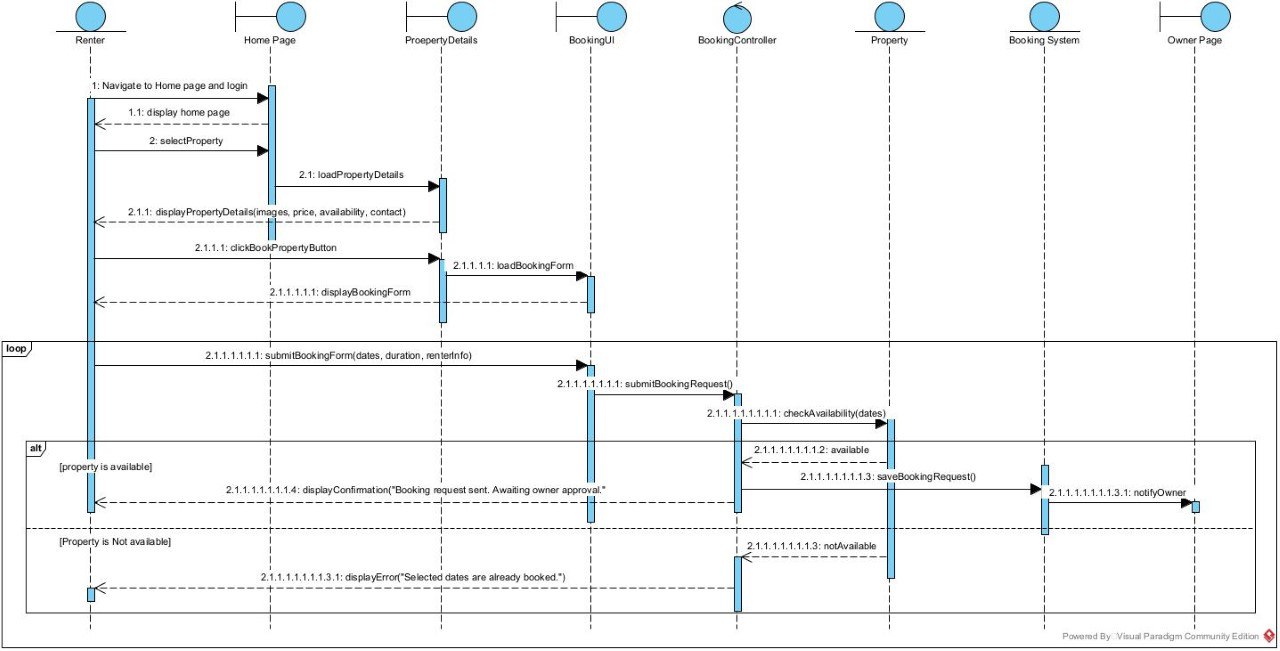 Renter
Home Page
ProepertyDetails
BookingUI
BookingController
Property
Booking System
Owner Page
1: Navigate to Home page and login
1.1: display home page
2: selectProperty
2.1: loadPropertyDetails
2.1.1: displayPropertyDetails(images, price, availability, contact)
2.1.1.1: clickBookPropertyButton
2.1.1.1.1: loadBookingForm
2.1.1.1.1.1: displayBookingForm
loop
2.1.1.1.1.1.1: submitBookingForm(dates, duration, renterInfo)
2.1.1.1.1.1.1.1: submitBookingRequest()
2.1.1.1.1.1.1.1.1: checkAvailability(dates)
alt
[property is available]
2.1.1.1.1.1.1.1.2: available
2.1.1.1.1.1.1.1.3: saveBookingRequest()
2.1.1.1.1.1.1.1.4: displayConfirmation("Booking request sent. Awaiting owner approval."
2.1.1.1.1.1.1.1.3.1: notifyOwner
[Property is Not available]
2.1.1.1.1.1.1.1.3: notAvailable
2.1.1.1.1.1.1.1.3.1: displayError("Selected dates are already booked.")
Powered By Visual Paradigm Community Edition